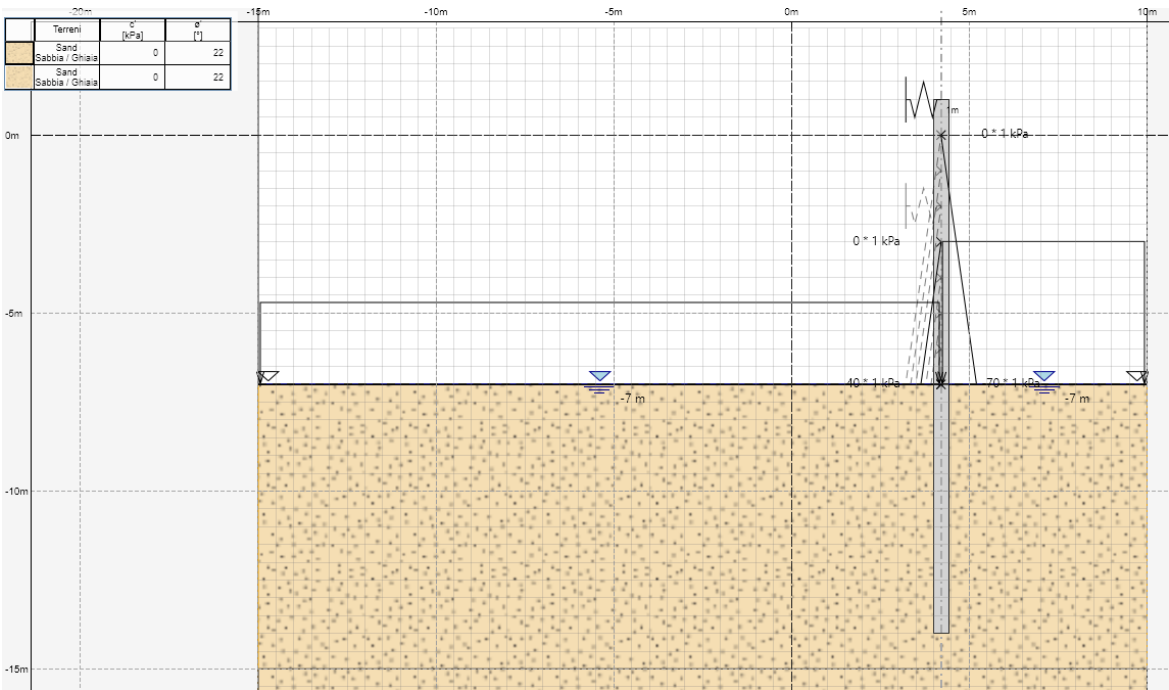 -20m
-15m
-10m
-5m
0m
5m
10m
Terreni
c'
[kPa]
ø'
[°]
Sand
Sabbia / Ghiaia
0
22
Sand
Sabbia / Ghiaia
0
22
1m
0m
0 * 1 kPa
0 * 1 kPa
-5m
40 * 1 kPa
70 * 1 kPa
-7 m
-7 m
-10m
-15m